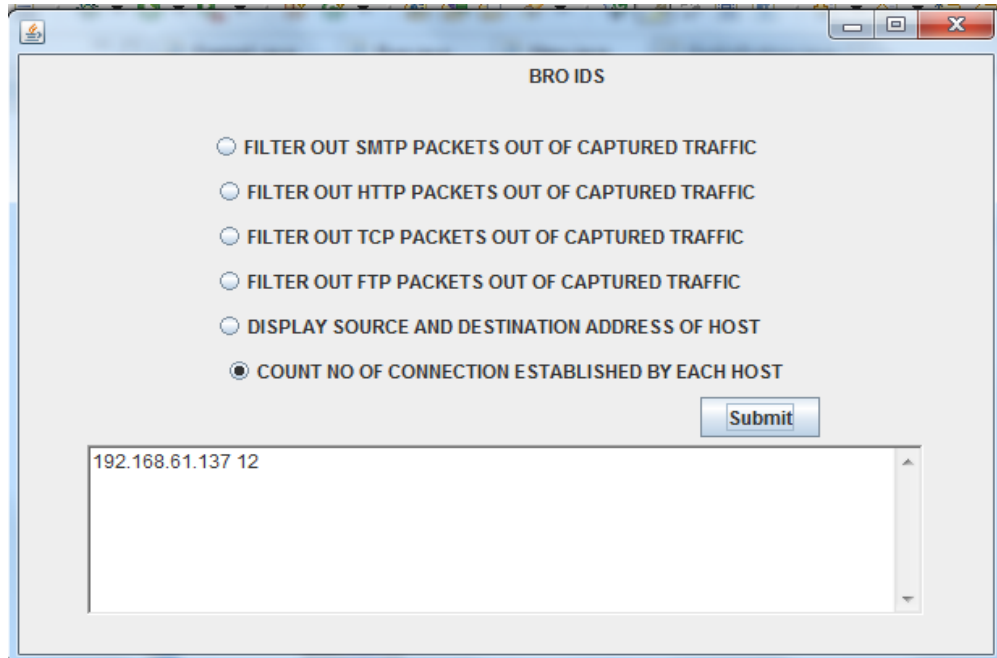 BRO IDS
FILTER OUT SMTP PACKETS OUT OF CAPTURED TRAFFIC
FILTER OUT HTTP PACKETS OUT OF CAPTURED TRAFFIC
FILTER OUT TCP PACKETS OUT OF CAPTURED TRAFFIC
FILTER OUT FTP PACKETS OUT OF CAPTURED TRAFFIC
DISPLAY SOURCE AND DESTINATION ADDRESS OF HOST
COUNT NO OF CONNECTION ESTABLISHED BY EACH HOST
Submit
192.168.61.137 12